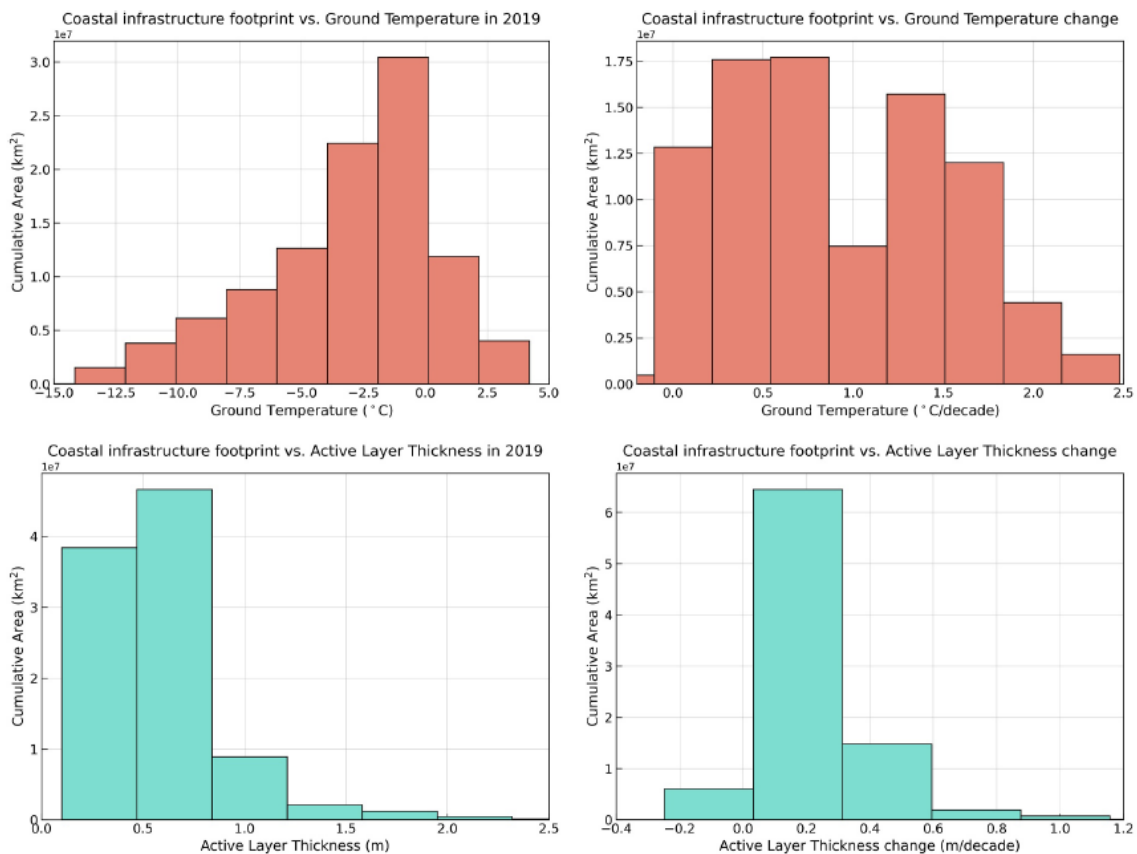 Coastal infrastructure footprint vs. Ground Temperature in 2019
1e7
3.0
2.5
2.0
1.5
1.0
0.5
0.0
Cumulative Area (km²)
−15.0 −12.5 −10.0 −7.5 −5.0 −2.5 0.0 2.5 5.0
Ground Temperature (°C)
Coastal infrastructure footprint vs. Ground Temperature change
1e7
1.75
1.50
1.25
1.00
0.75
0.50
0.25
0.00
Cumulative Area (km²)
0.0 0.5 1.0 1.5 2.0 2.5
Ground Temperature (°C/decade)
Coastal infrastructure footprint vs. Active Layer Thickness in 2019
1e7
4
3
2
1
0
Cumulative Area (km²)
0.0 0.5 1.0 1.5 2.0 2.5
Active Layer Thickness (m)
Coastal infrastructure footprint vs. Active Layer Thickness change
1e7
6
5
4
3
2
1
0
Cumulative Area (km²)
−0.4 −0.2 0.0 0.2 0.4 0.6 0.8 1.0 1.2
Active Layer Thickness change (m/decade)